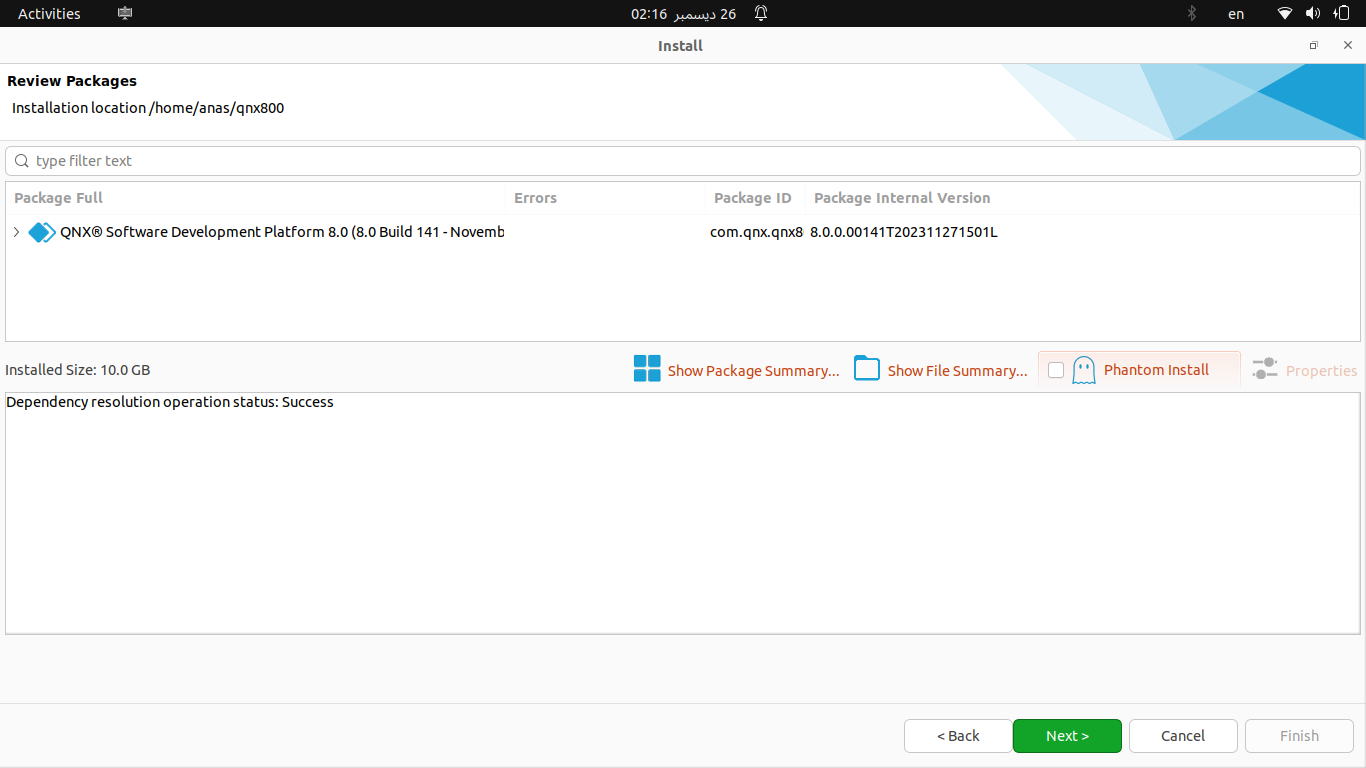 Activities
26 ديسمبر 02:16
en
Install
Review Packages
Installation location /home/anas/qnx800
type filter text
Package Full Errors Package ID Package Internal Version
QNX® Software Development Platform 8.0 (8.0 Build 141 - Novemb com.qnx.qnx8 8.0.0.00141T202311271501L
Installed Size: 10.0 GB Show Package Summary... Show File Summary... Phantom Install Properties
Dependency resolution operation status: Success
< Back Next > Cancel Finish